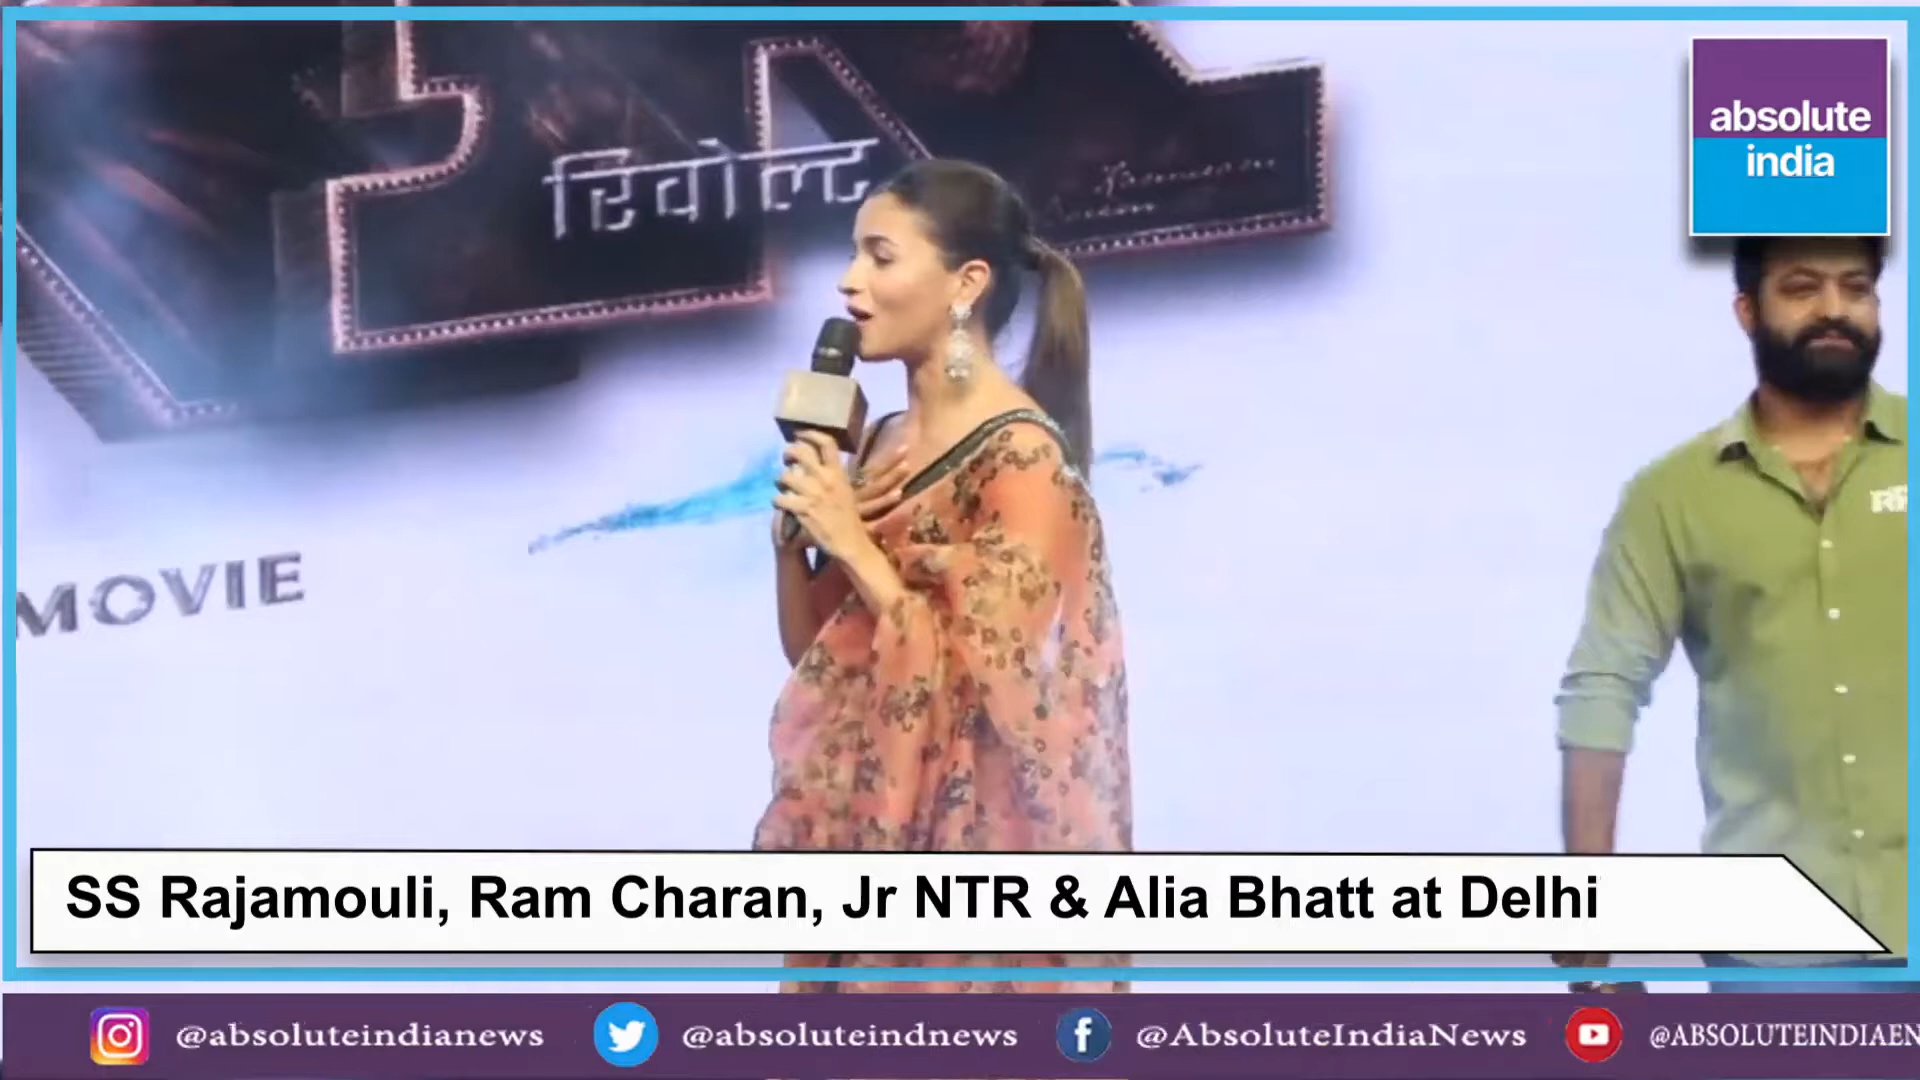 absolute
india
रिवोल्ट
MOVIE
SS Rajamouli, Ram Charan, Jr NTR & Alia Bhatt at Delhi
@absoluteindianews
@absoluteindnews
@AbsoluteIndiaNews
@ABSOLUTEINDIAEN